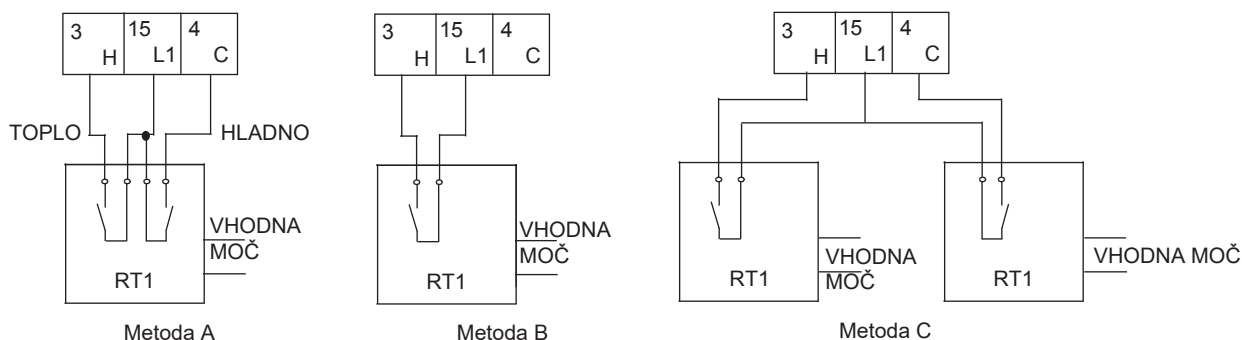 3 15 4
H L1 C
TOPLO HLADNO
VHODNA
MOČ
RT1
Metoda A
3 15 4
H L1 C
VHODNA
MOČ
RT1
Metoda B
3 15 4
H L1 C
VHODNA
MOČ
RT1
VHODNA MOČ
RT1
Metoda C